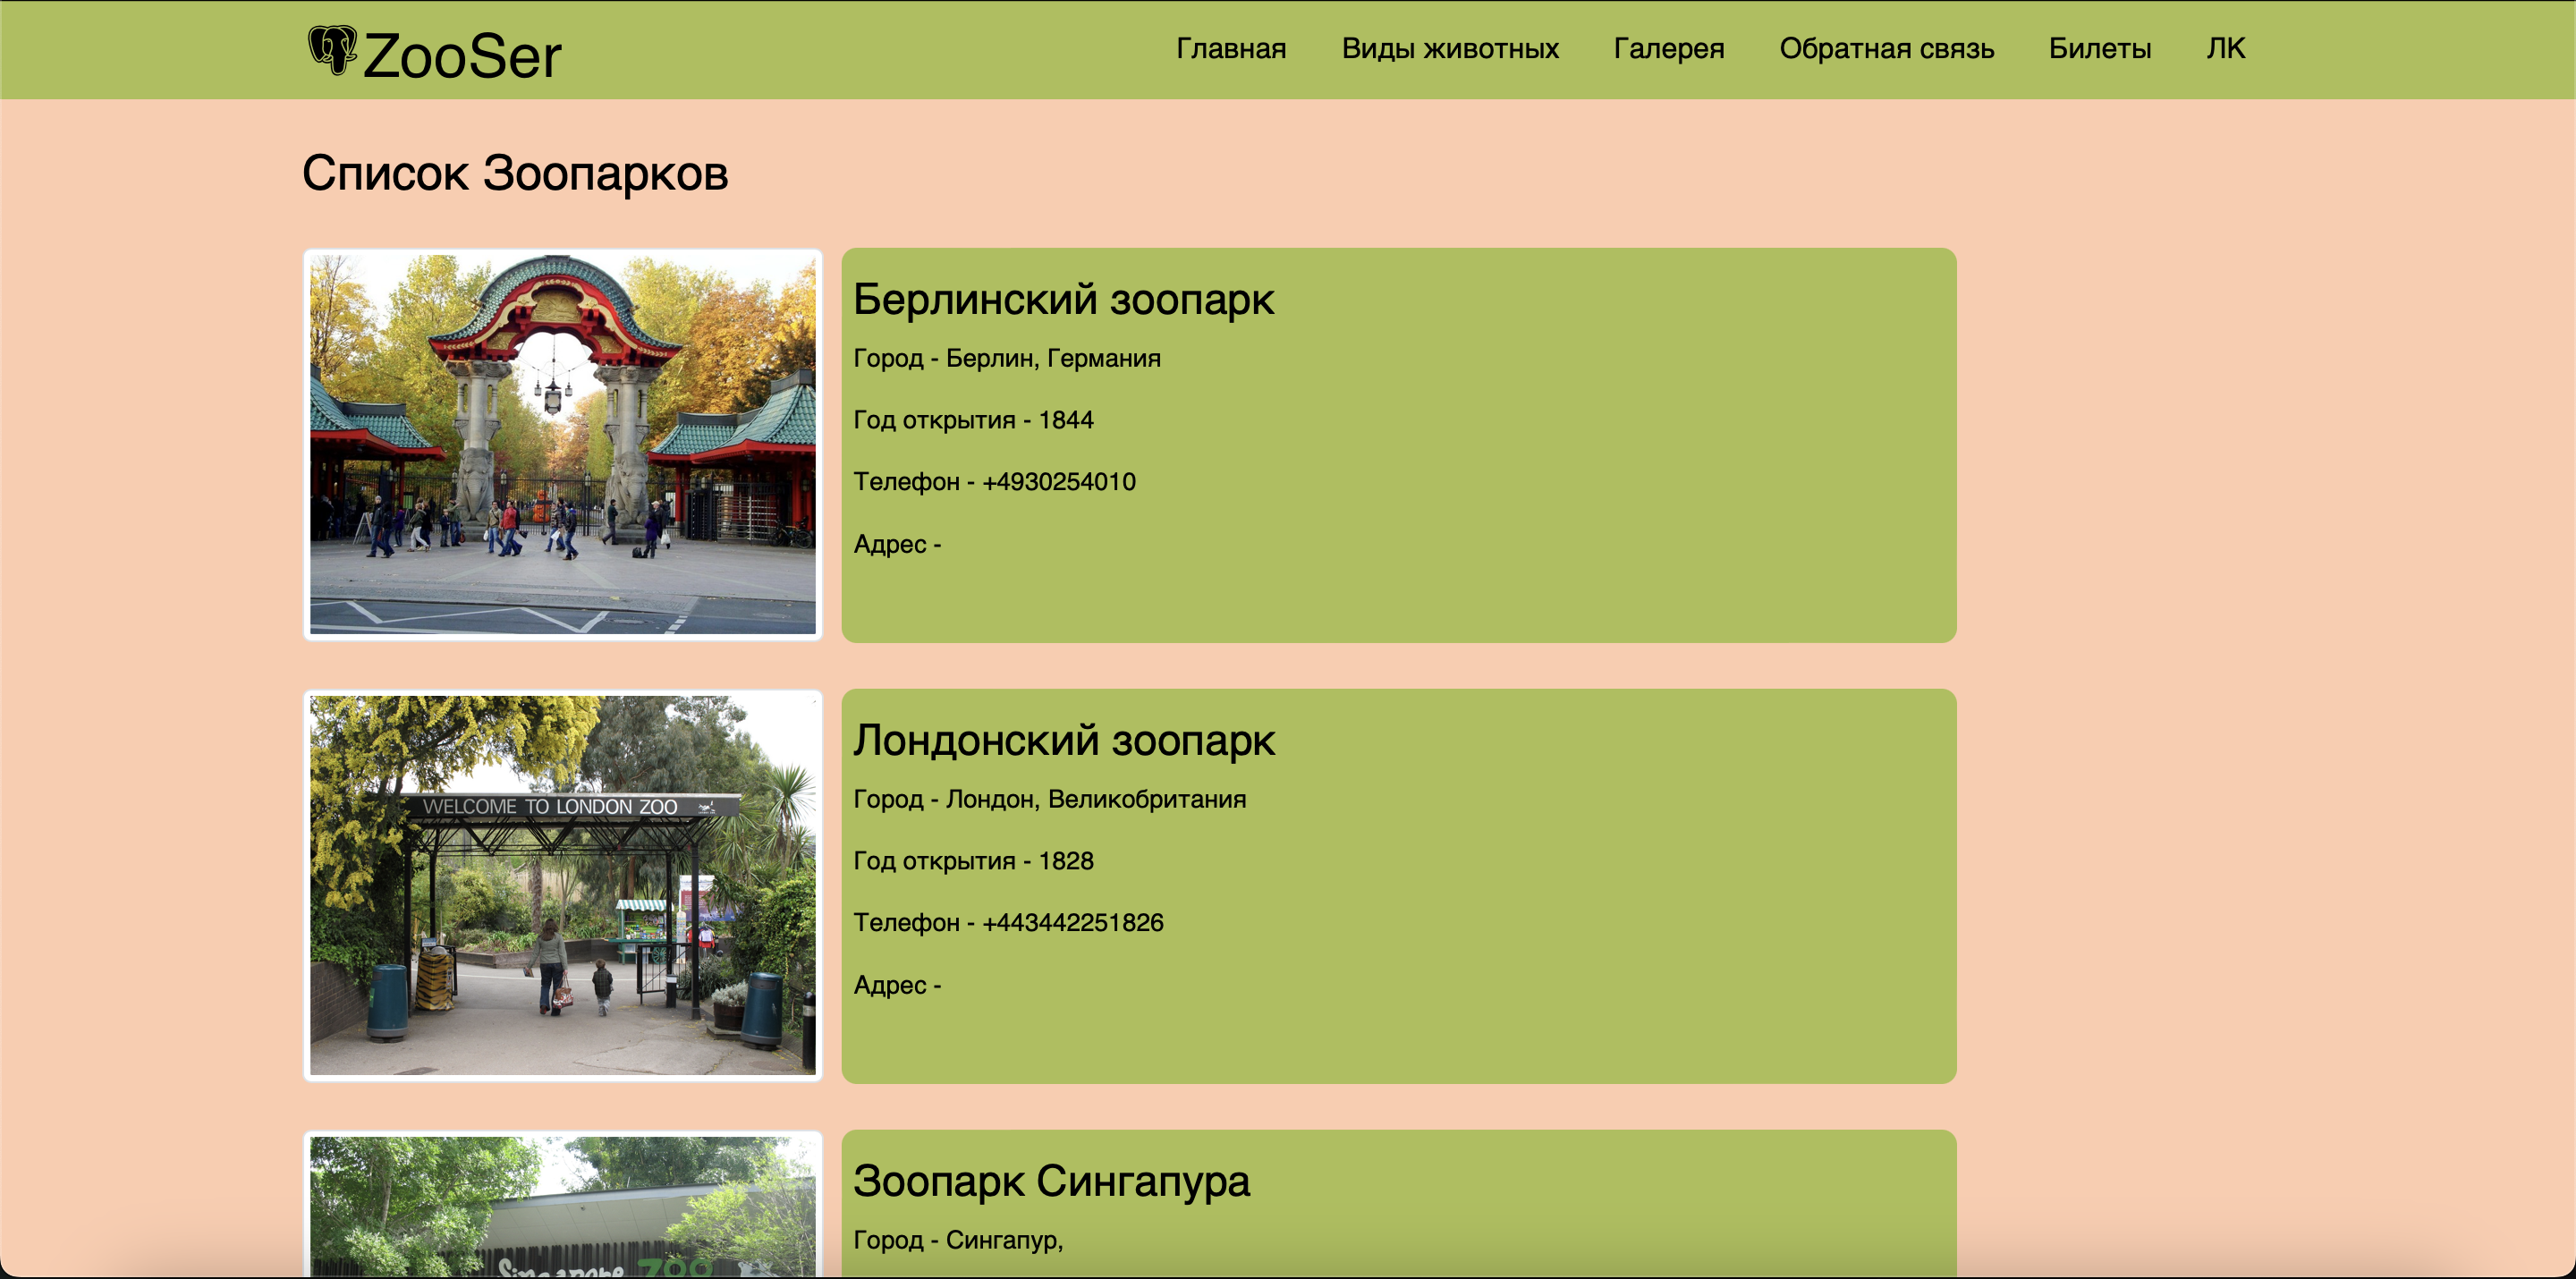 ZooSer
Главная Виды животных Галерея Обратная связь Билеты ЛК
Список Зоопарков
Берлинский зоопарк
Город - Берлин, Германия
Год открытия - 1844
Телефон - +4930254010
Адрес -
WELCOME TO LONDON ZOO
Лондонский зоопарк
Город - Лондон, Великобритания
Год открытия - 1828
Телефон - +443442251826
Адрес -
Singapore ZOO
Зоопарк Сингапура
Город - Сингапур,